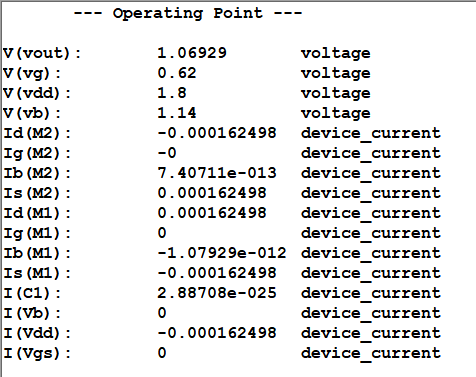 --- Operating Point ---
V(vout): 1.06929 voltage
V(vg): 0.62 voltage
V(vdd): 1.8 voltage
V(vb): 1.14 voltage
Id(M2): -0.000162498 device_current
Ig(M2): -0 device_current
Ib(M2): 7.40711e-013 device_current
Is(M2): 0.000162498 device_current
Id(M1): 0.000162498 device_current
Ig(M1): 0 device_current
Ib(M1): -1.07929e-012 device_current
Is(M1): -0.000162498 device_current
I(C1): 2.88708e-025 device_current
I(Vb): 0 device_current
I(Vdd): -0.000162498 device_current
I(Vgs): 0 device_current